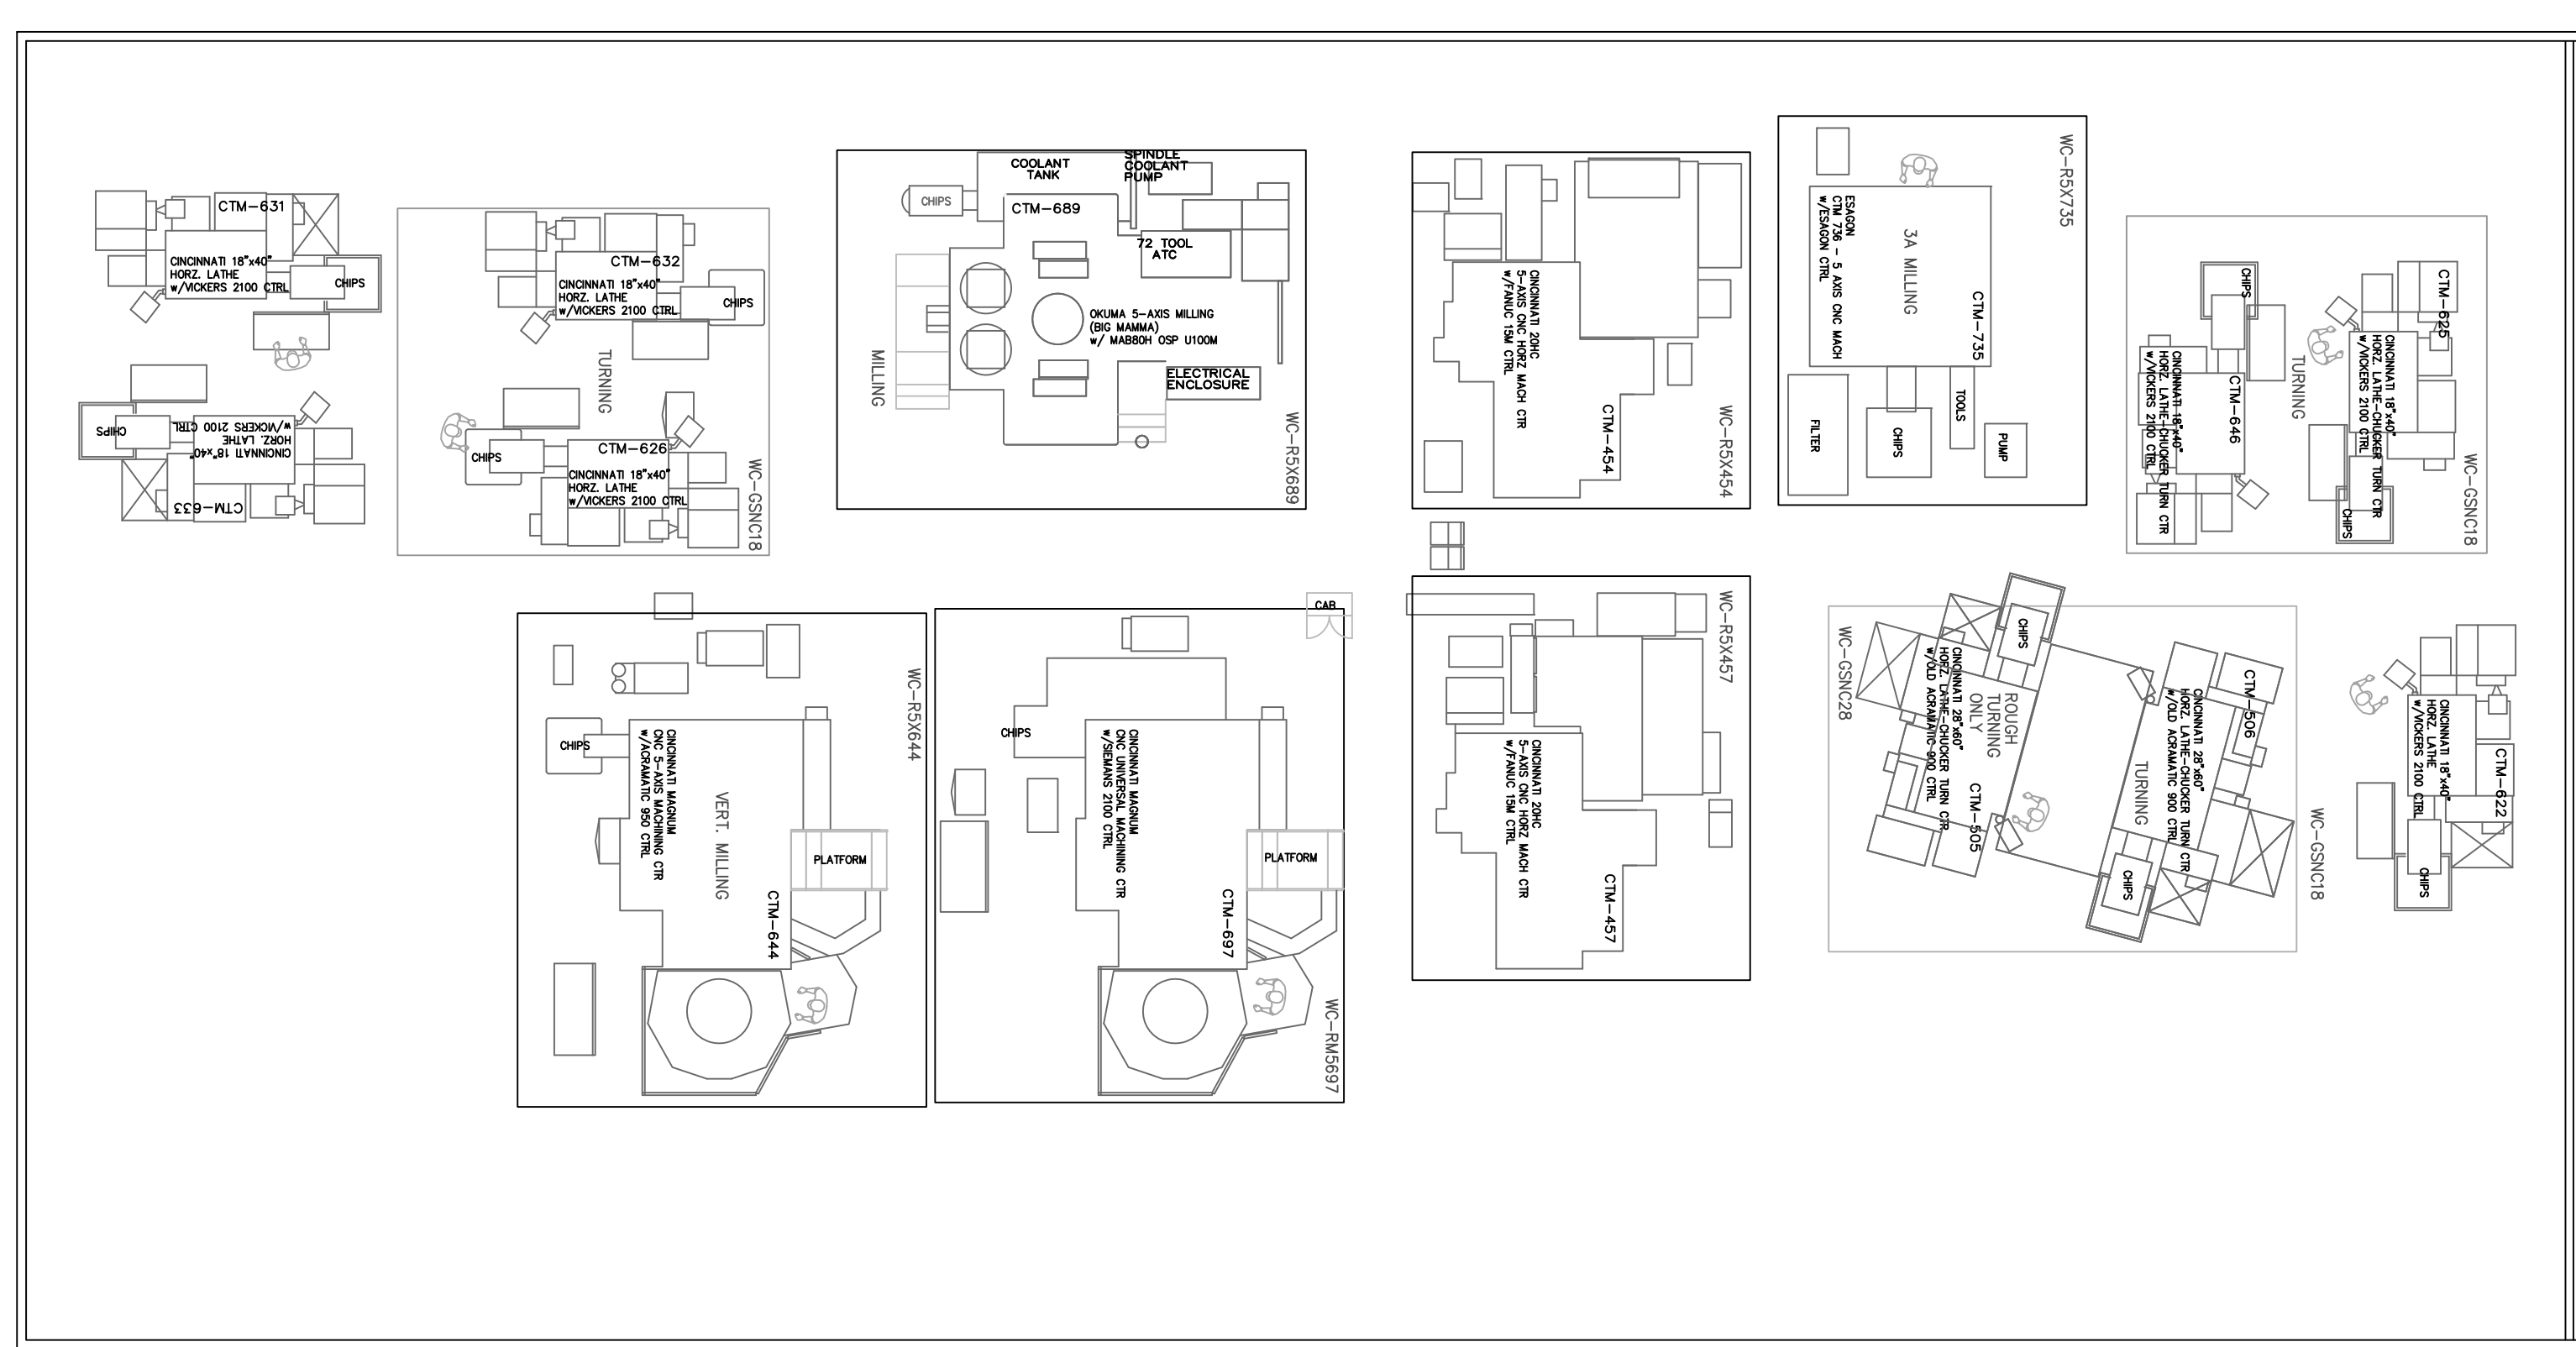 CTM-631
CINCINNATI 18"x40"
HORZ. LATHE
w/VICKERS 2100 CTRL
CHIPS
CHIPS
CINCINNATI 18"x40"
HORZ. LATHE
w/VICKERS 2100 CTRL
CTM-633
CTM-632
CINCINNATI 18"x40"
HORZ. LATHE
w/VICKERS 2100 CTRL
CHIPS
TURNING
CHIPS
CTM-626
CINCINNATI 18"x40"
HORZ. LATHE
w/VICKERS 2100 CTRL
WC-GSNC18
COOLANT
TANK
SPINDLE
COOLANT
PUMP
CHIPS
CTM-689
72 TOOL
ATC
OKUMA 5-AXIS MILLING
(BIG MAMMA)
w/ MAB80H OSP U100M
MILLING
ELECTRICAL
ENCLOSURE
WC-R5X689
CINCINNATI 20HC
5-AXIS CNC HORZ MACH CTR
w/FANUC 15M CTRL
CTM-454
WC-R5X454
WC-R5X735
ESAGON
CTM 736 - 5 AXIS CNC MACH
w/ESAGON CTRL
3A MILLING
CTM-735
FILTER
CHIPS
TOOLS
PUMP
CHIPS
CINCINNATI 18"x40"
HORZ. LATHE-CHUCKER TURN CTR
w/VICKERS 2100 CTRL
CTM-646
TURNING
CTM-625
CINCINNATI 18"x40"
HORZ. LATHE-CHUCKER TURN CTR
w/VICKERS 2100 CTRL
CHIPS
WC-GSNC18
CHIPS
CINCINNATI MAGNUM
CNC 5-AXIS MACHINING CTR
w/ACRAMATIC 950 CTRL
VERT. MILLING
PLATFORM
CTM-644
WC-R5X644
CAB
CHIPS
CINCINNATI MAGNUM
CNC UNIVERSAL MACHINING CTR
w/SIEMANS 2100 CTRL
PLATFORM
CTM-697
WC-RM5697
WC-R5X457
CINCINNATI 20HC
5-AXIS CNC HORZ MACH CTR
w/FANUC 15M CTRL
CTM-457
WC-GSNC28
CHIPS
CINCINNATI 28"x60"
HORZ. LATHE-CHUCKER TURN CTR
w/OLD ACRAMATIC 900 CTRL
ROUGH
TURNING
ONLY
CTM-505
TURNING
CTM-506
CINCINNATI 28"x60"
HORZ. LATHE-CHUCKER TURN CTR
w/OLD ACRAMATIC 900 CTRL
CHIPS
WC-GSNC18
CINCINNATI 18"x40"
HORZ. LATHE
w/VICKERS 2100 CTRL
CTM-622
CHIPS